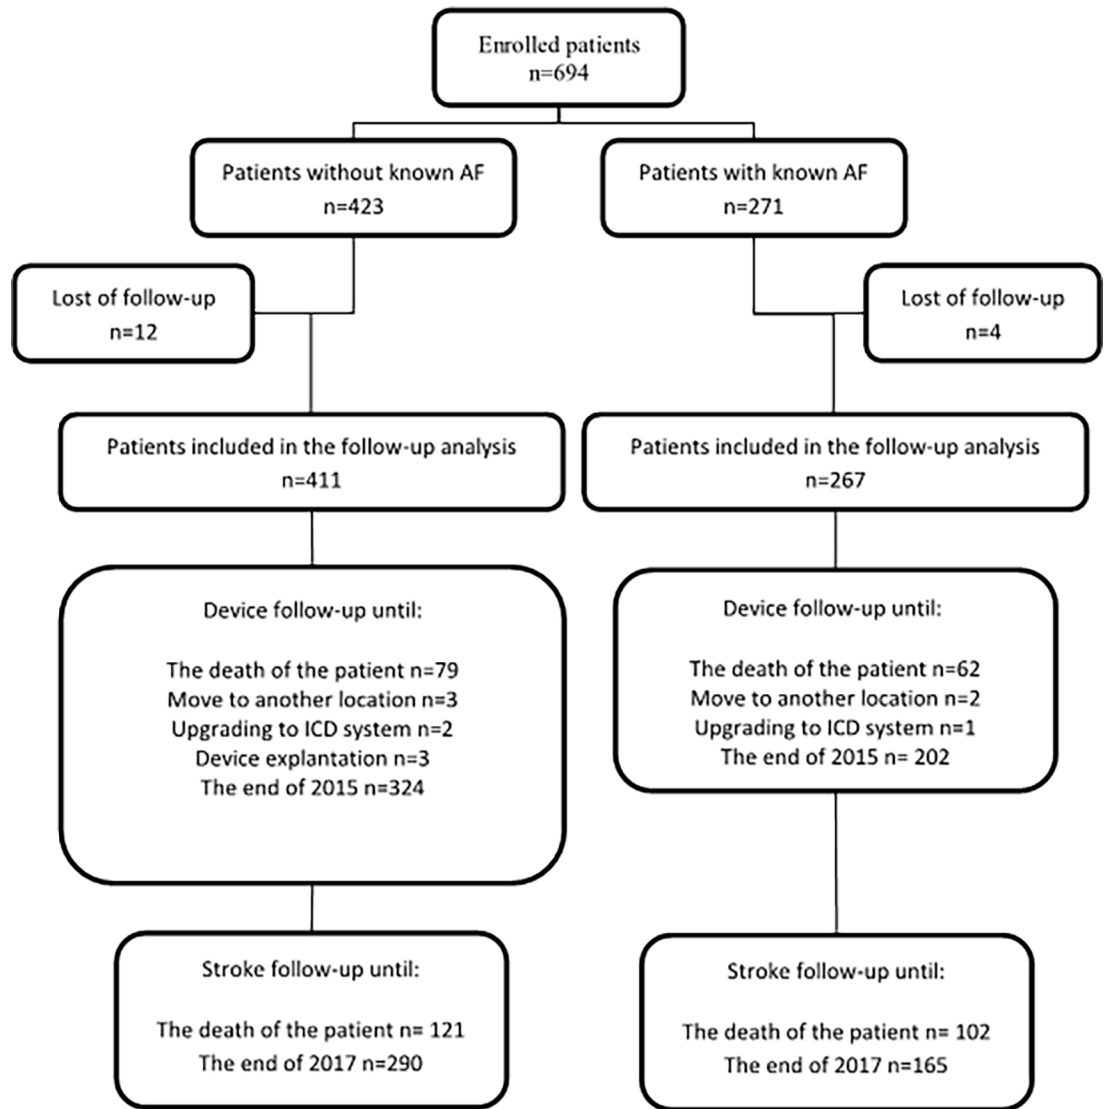 Enrolled patients
n=694
Patients without known AF
n=423
Patients with known AF
n=271
Lost of follow-up
n=12
Lost of follow-up
n=4
Patients included in the follow-up analysis
n=411
Patients included in the follow-up analysis
n=267
Device follow-up until:
The death of the patient n=79
Move to another location n=3
Upgrading to ICD system n=2
Device explantation n=3
The end of 2015 n=324
Device follow-up until:
The death of the patient n=62
Move to another location n=2
Upgrading to ICD system n=1
The end of 2015 n= 202
Stroke follow-up until:
The death of the patient n= 121
The end of 2017 n=290
Stroke follow-up until:
The death of the patient n= 102
The end of 2017 n=165